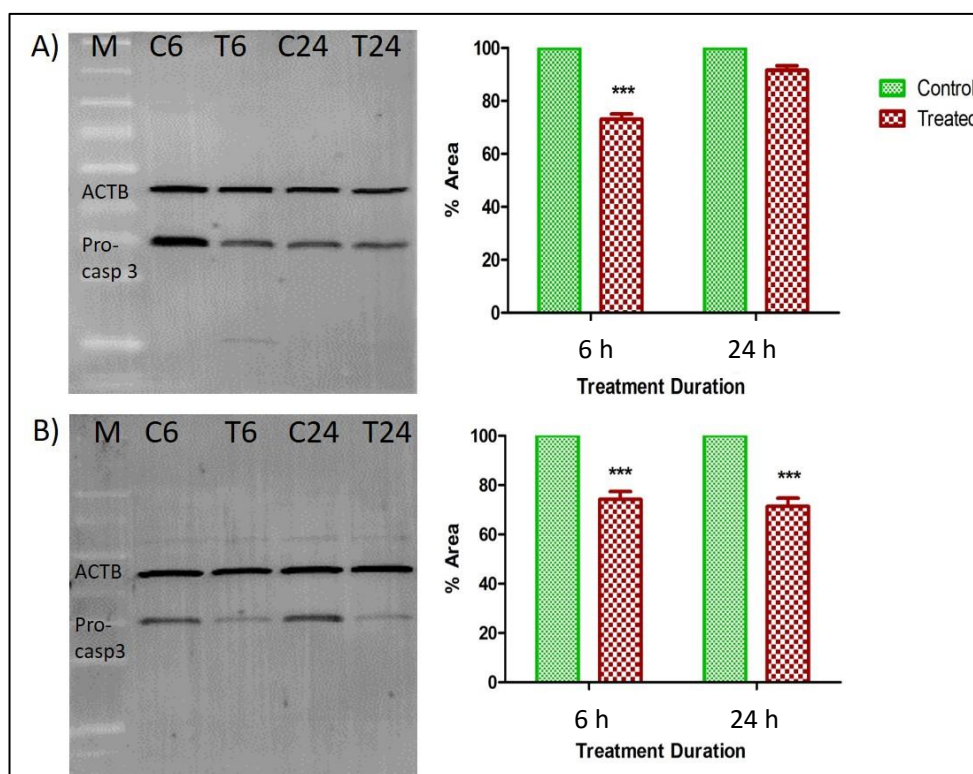 A)
M C6 T6 C24 T24
ACTB
Pro-
casp 3
100
80
60
40
20
0
% Area
***
6 h 24 h
Treatment Duration
Control
Treated
B)
M C6 T6 C24 T24
ACTB
Pro-
casp3
100
80
60
40
20
0
% Area
*** ***
6 h 24 h
Treatment Duration